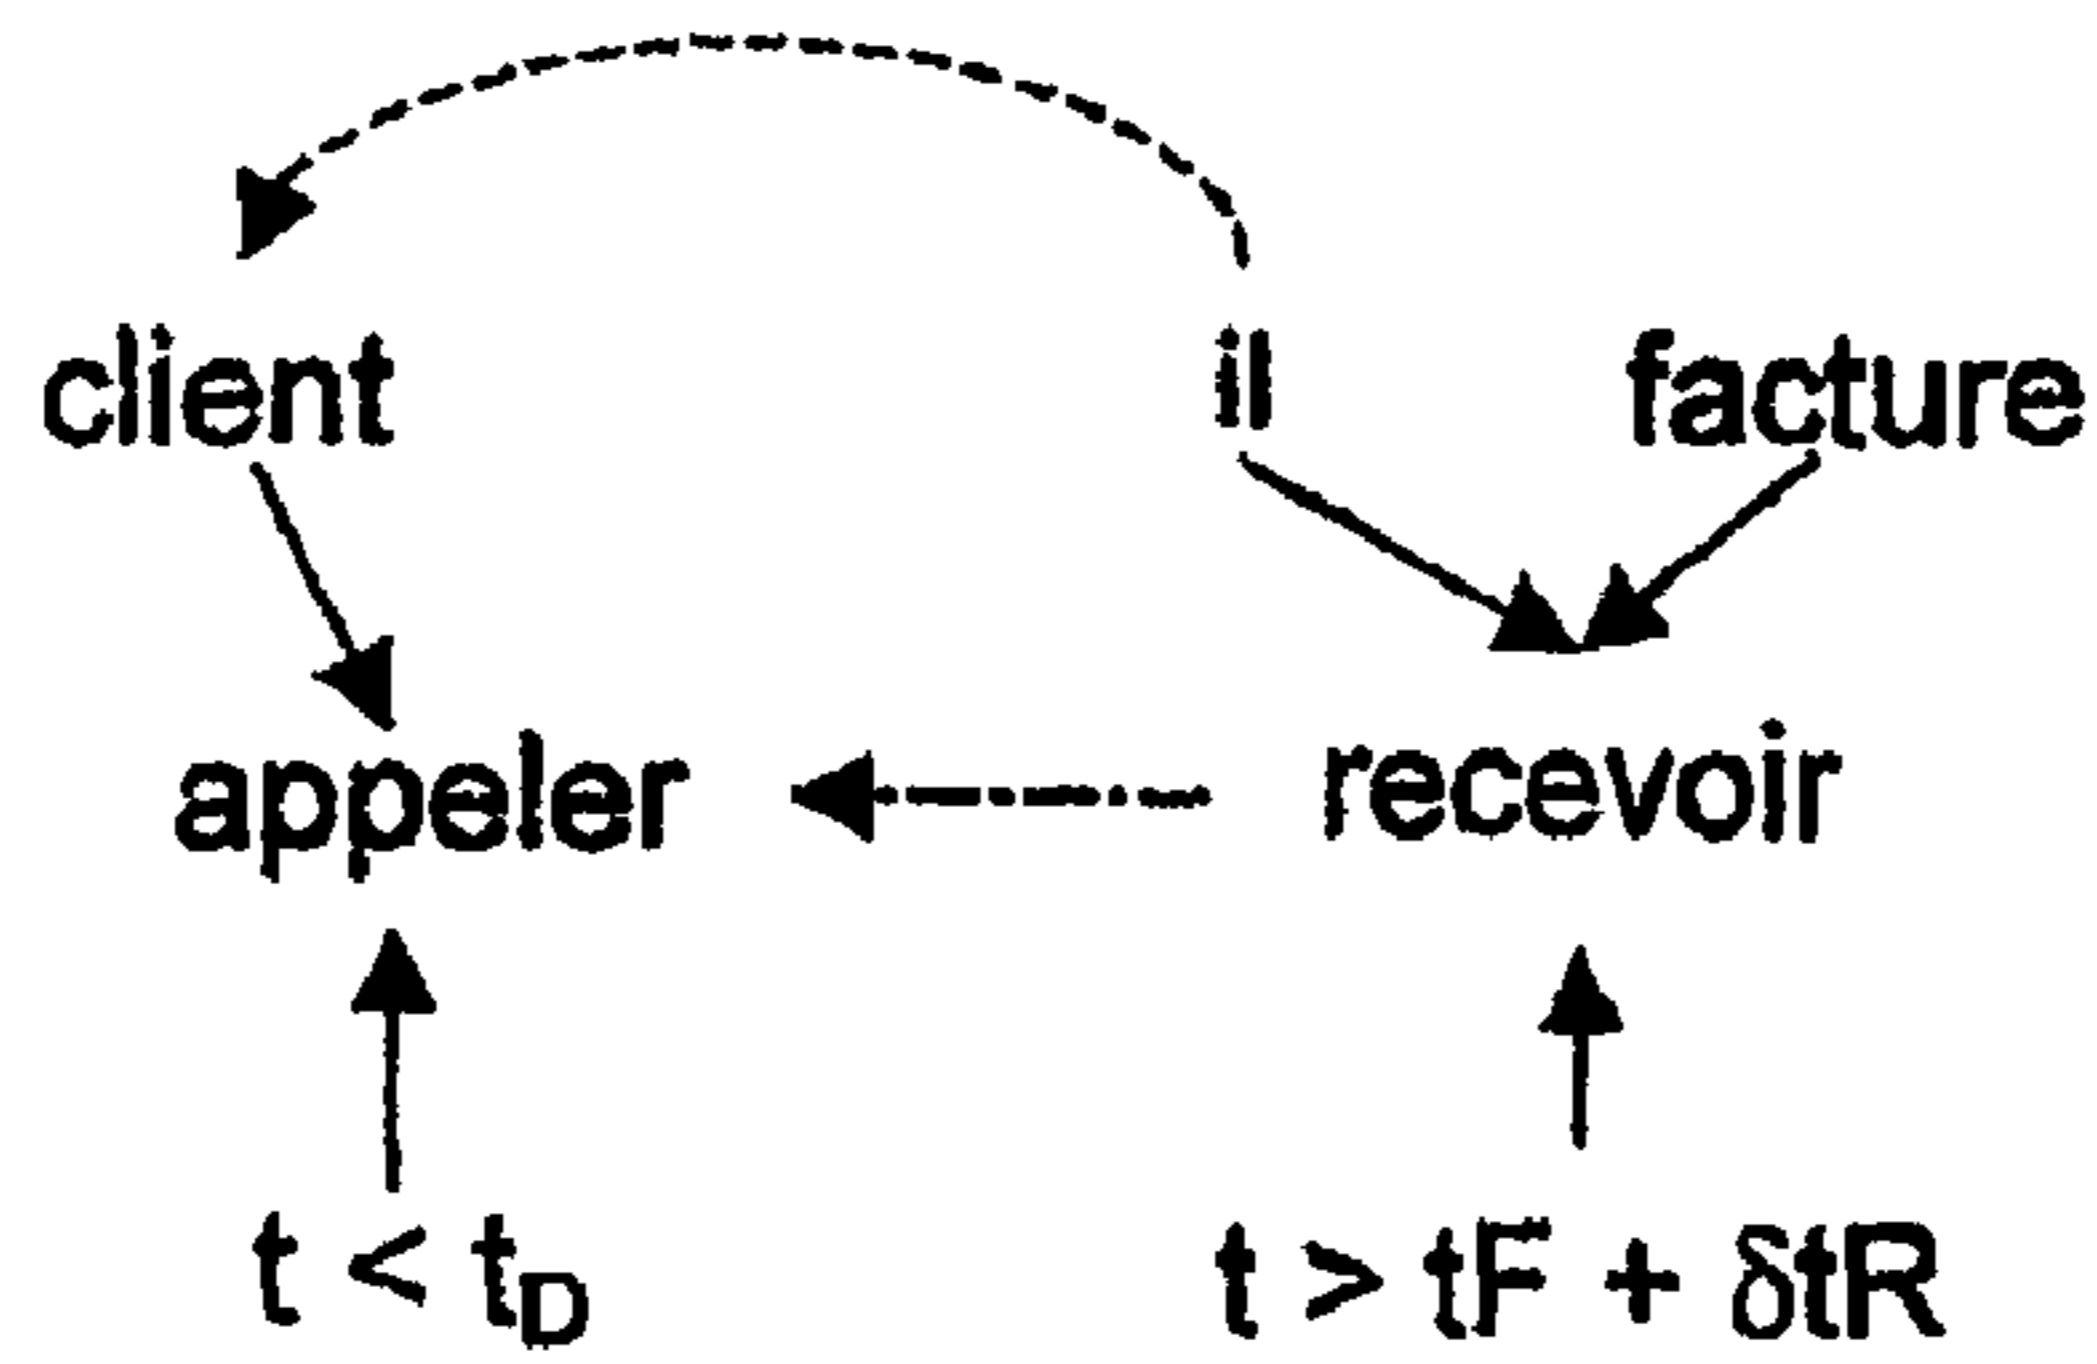 client il facture
appeler recevoir
t < tD t > tF + δtR